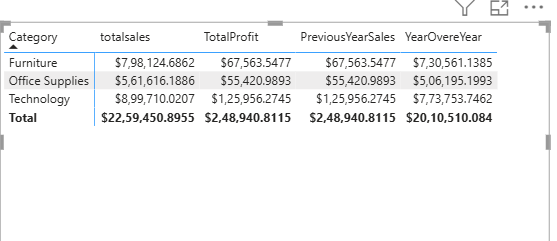 Category totalsales TotalProfit PreviousYearSales YearOvereYear
Furniture $7,98,124.6862 $67,563.5477 $67,563.5477 $7,30,561.1385
Office Supplies $5,61,616.1886 $55,420.9893 $55,420.9893 $5,06,195.1993
Technology $8,99,710.0207 $1,25,956.2745 $1,25,956.2745 $7,73,753.7462
Total $22,59,450.8955 $2,48,940.8115 $2,48,940.8115 $20,10,510.084